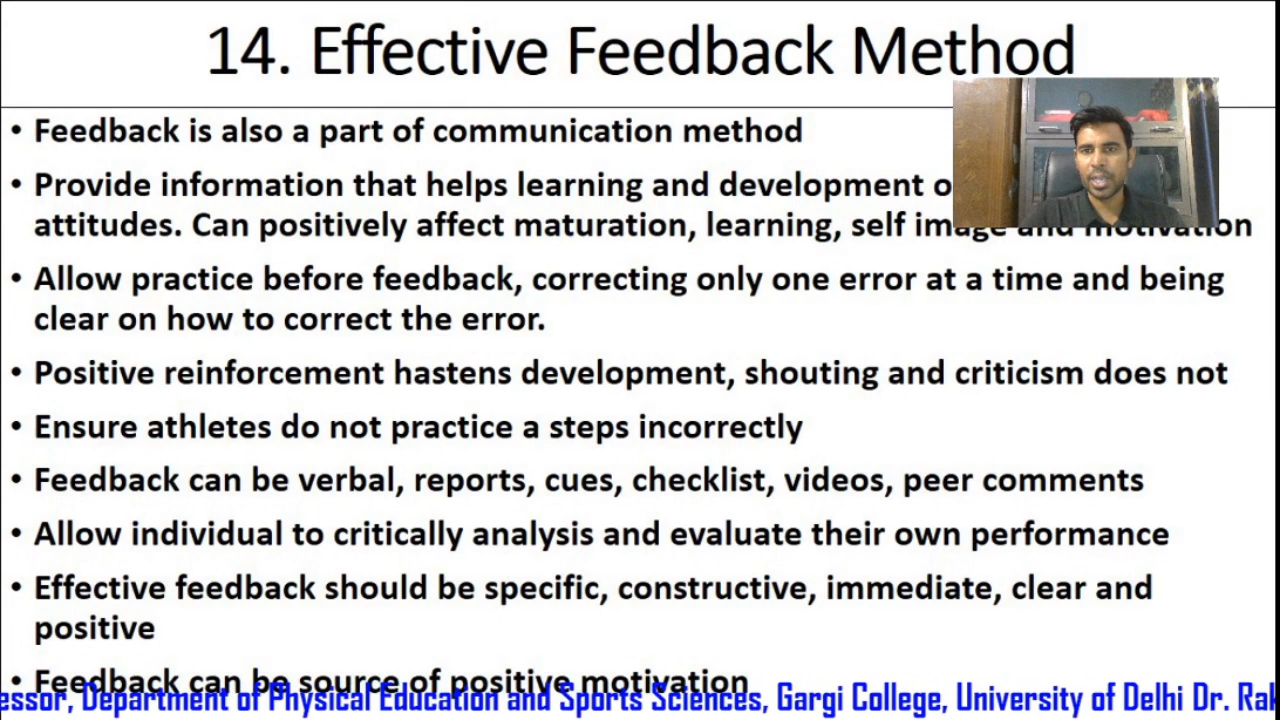 14. Effective Feedback Method
• Feedback is also a part of communication method
• Provide information that helps learning and development
attitudes. Can positively affect maturation, learning, self image and motivation
• Allow practice before feedback, correcting only one error at a time and being
clear on how to correct the error.
• Positive reinforcement hastens development, shouting and criticism does not
• Ensure athletes do not practice a steps incorrectly
• Feedback can be verbal, reports, cues, checklist, videos, peer comments
• Allow individual to critically analysis and evaluate their own performance
• Effective feedback should be specific, constructive, immediate, clear and
positive
• Feedback can be source of positive motivation
essor, Department of Physical Education and Sports Sciences, Gargi College, University of Delhi Dr. Ra